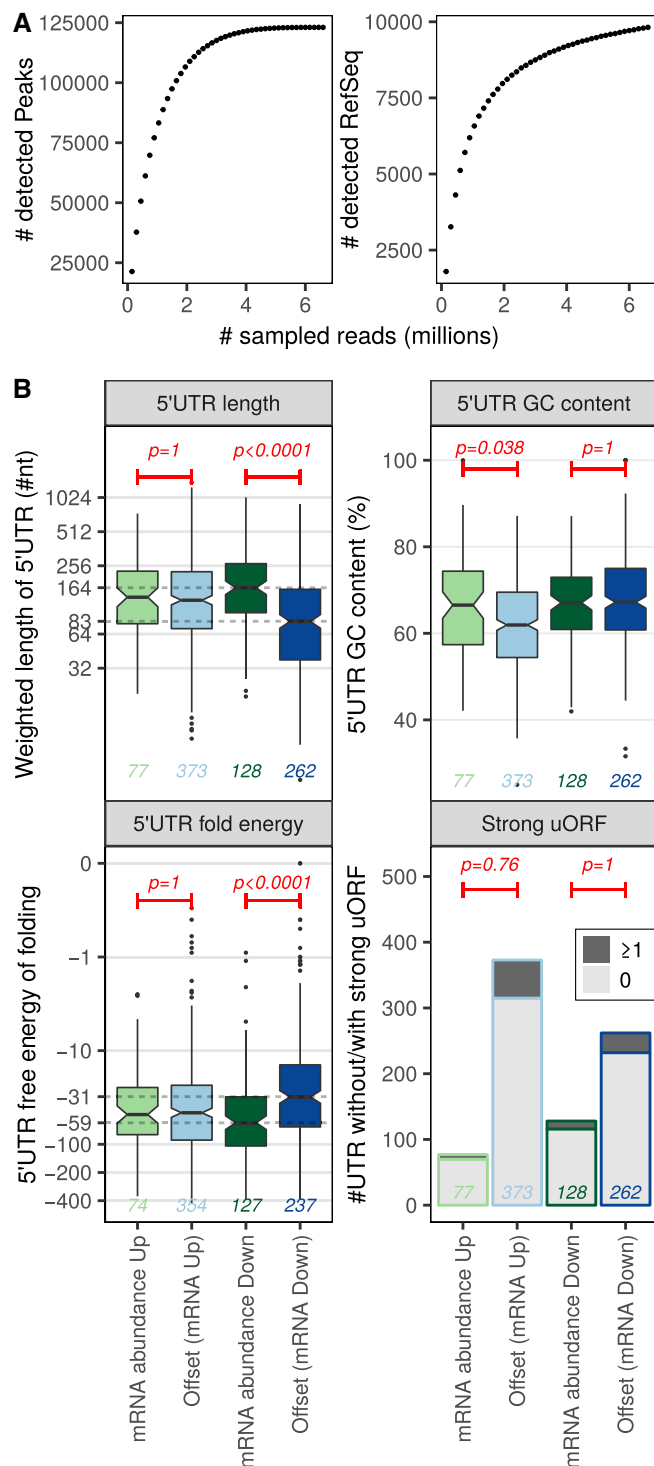 A
# detected Peaks
125000
100000
75000
50000
25000
0 2 4 6
# detected RefSeq
10000
7500
5000
2500
0 2 4 6
# sampled reads (millions)
B
5'UTR length
Weighted length of 5'UTR (#nt)
1024
512
256
164
83
64
32
p=1 p<0.0001
77 373 128 262
5'UTR GC content
5'UTR GC content (%)
100
80
60
40
p=0.038 p=1
77 373 128 262
5'UTR fold energy
5'UTR free energy of folding
0
−1
−10
−31
−59
−100
−200
−400
p=1 p<0.0001
74 354 127 237
mRNA abundance Up
Offset (mRNA Up)
mRNA abundance Down
Offset (mRNA Down)
Strong uORF
#UTR without/with strong uORF
500
400
300
200
100
0
p=0.76 p=1
≥1
0
77 373 128 262
mRNA abundance Up
Offset (mRNA Up)
mRNA abundance Down
Offset (mRNA Down)